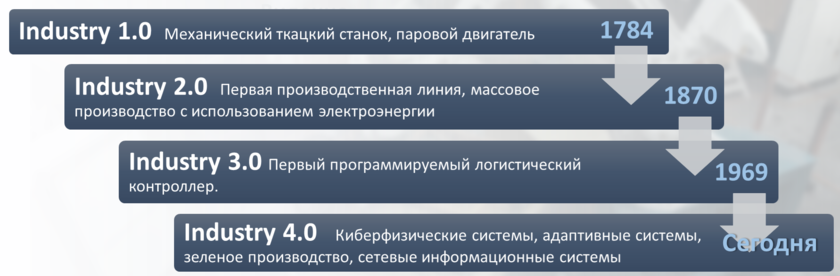 Industry 1.0 Механический ткацкий станок, паровой двигатель 1784
Industry 2.0 Первая производственная линия, массовое
производство с использованием электроэнергии 1870
Industry 3.0 Первый программируемый логистический
контроллер. 1969
Industry 4.0 Киберфизические системы, адаптивные системы,
зеленое производство, сетевые информационные системы Сегодня